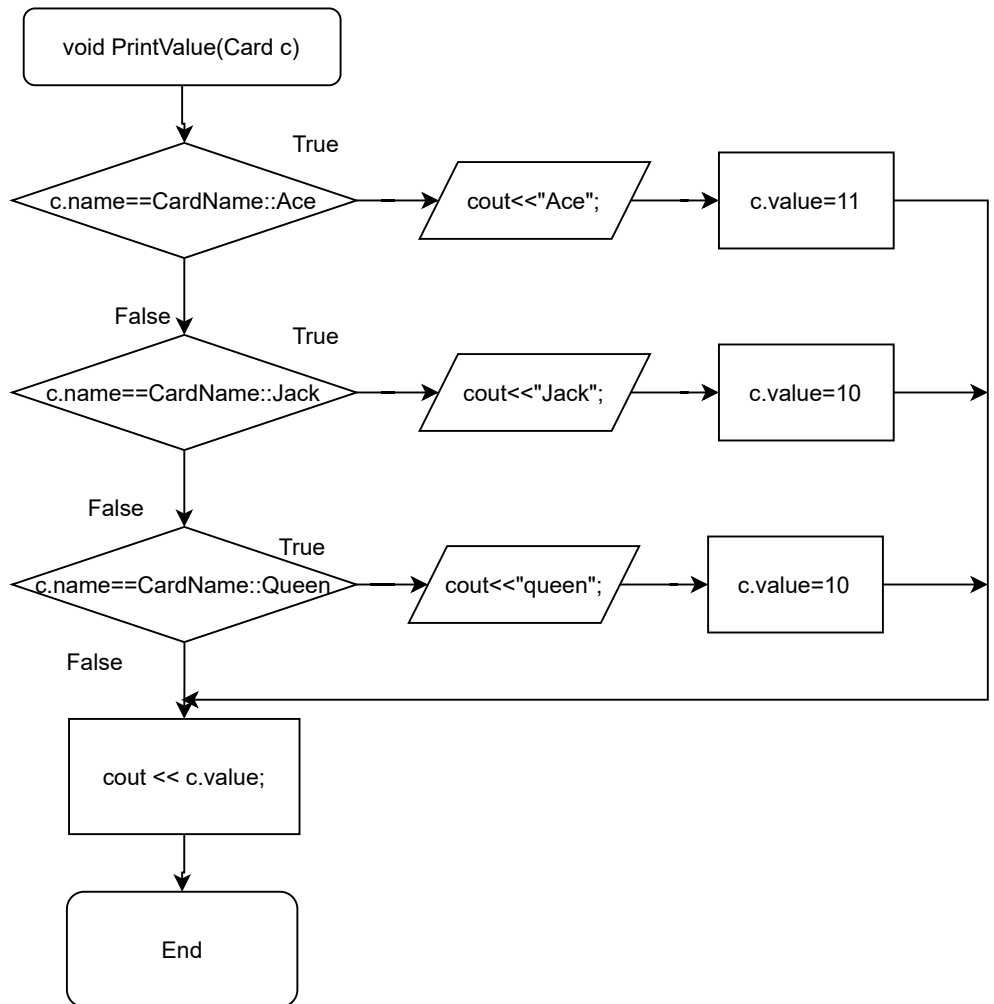 void PrintValue(Card c)
True
c.name==CardName::Ace
cout<<"Ace";
c.value=11
False
True
c.name==CardName::Jack
cout<<"Jack";
c.value=10
False
True
c.name==CardName::Queen
cout<<"queen";
c.value=10
False
cout << c.value;
End